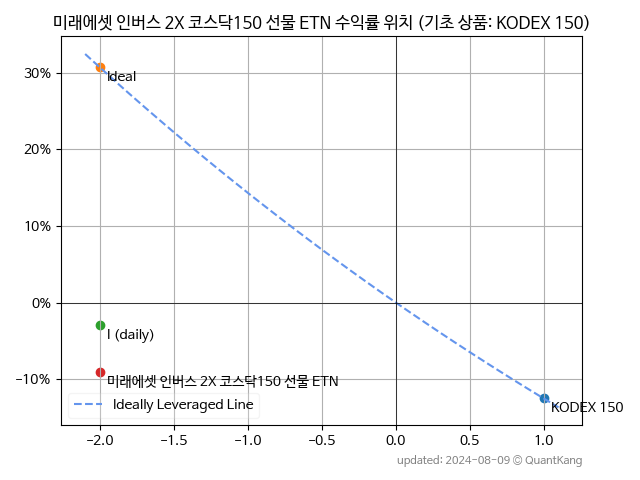 미래에셋 인버스 2X 코스닥150 선물 ETN 수익률 위치 (기초 상품: KODEX 150)
30%
Ideal
20%
10%
0%
I (daily)
−10%
미래에셋 인버스 2X 코스닥150 선물 ETN
Ideally Leveraged Line
KODEX 150
−2.0 −1.5 −1.0 −0.5 0.0 0.5 1.0
updated: 2024-08-09 © QuantKang